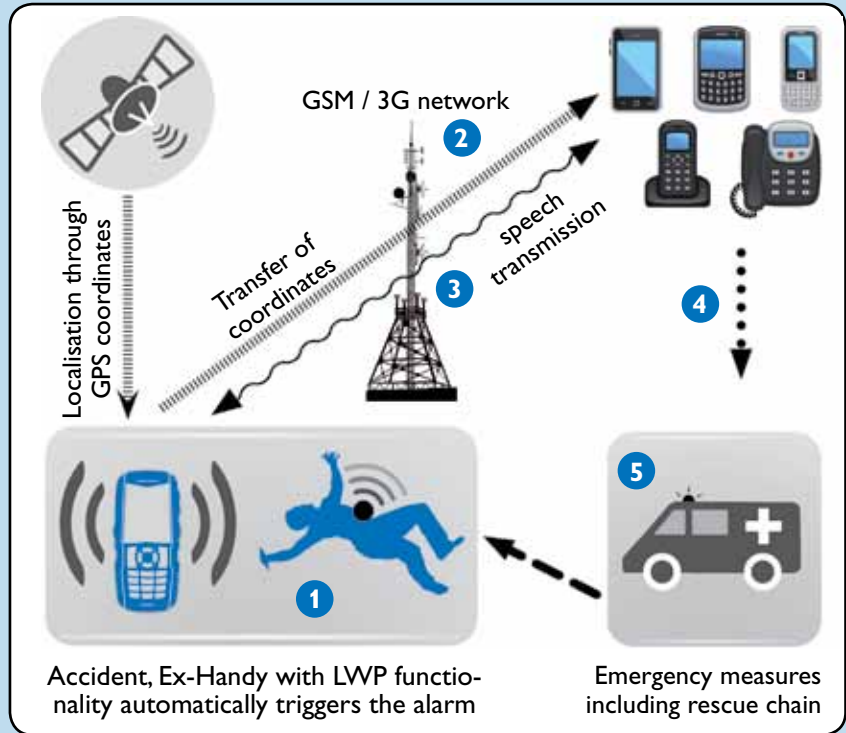 GSM / 3G network
2
Localisation through
GPS coordinates
Transfer of
coordinates
speech
transmission
3
4
1
5
Accident, Ex-Handy with LWP functio-
nality automatically triggers the alarm
Emergency measures
including rescue chain